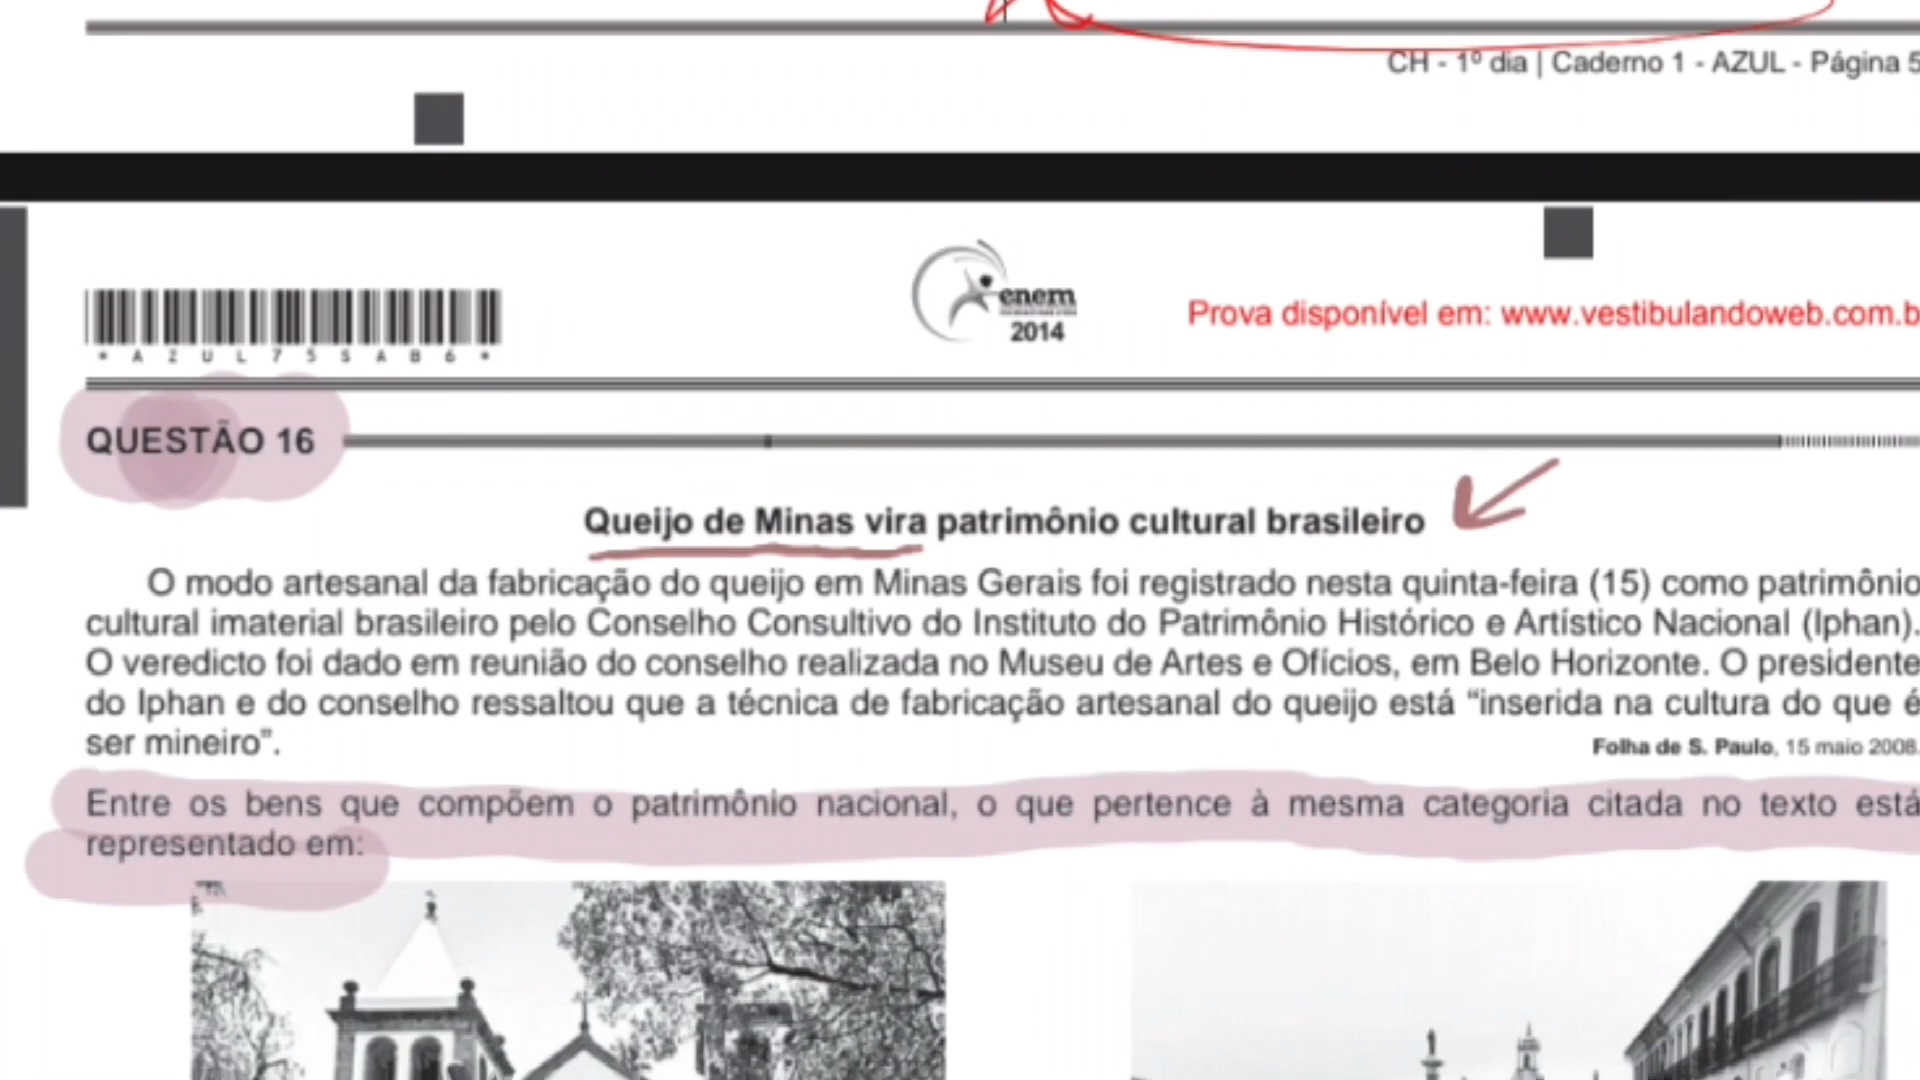 CH - 1º dia | Caderno 1 - AZUL - Página 5
enem
2014
Prova disponível em: www.vestibulandoweb.com.b
* A Z U L 7 5 S A B 6 *
QUESTÃO 16
Queijo de Minas vira patrimônio cultural brasileiro
O modo artesanal da fabricação do queijo em Minas Gerais foi registrado nesta quinta-feira (15) como patrimônio
cultural imaterial brasileiro pelo Conselho Consultivo do Instituto do Patrimônio Histórico e Artístico Nacional (Iphan).
O veredicto foi dado em reunião do conselho realizada no Museu de Artes e Ofícios, em Belo Horizonte. O presidente
do Iphan e do conselho ressaltou que a técnica de fabricação artesanal do queijo está “inserida na cultura do que é
ser mineiro”.
Folha de S. Paulo, 15 maio 2008.
Entre os bens que compõem o patrimônio nacional, o que pertence à mesma categoria citada no texto está
representado em: